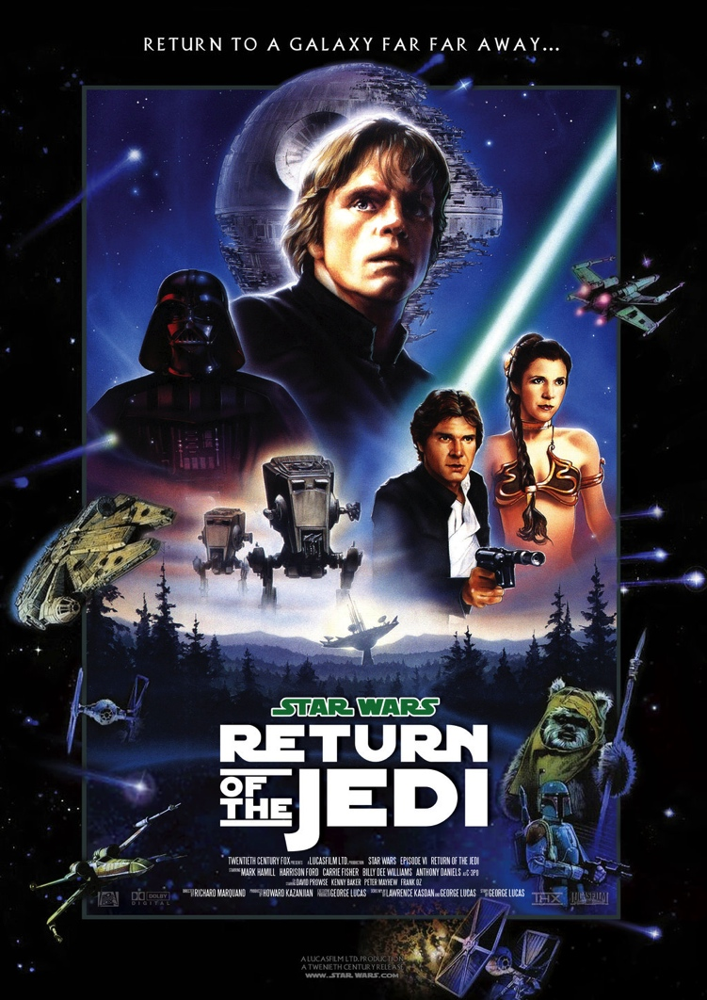 RETURN TO A GALAXY FAR FAR AWAY...
STAR WARS
RETURN
OF
THE
JEDI
TWENTIETH CENTURY FOX PRESENTS A LUCASFILM LTD. PRODUCTION STAR WARS EPISODE VI RETURN OF THE JEDI
STARRING MARK HAMILL HARRISON FORD CARRIE FISHER BILLY DEE WILLIAMS ANTHONY DANIELS AS C-3PO
DAVID PROWSE KENNY BAKER PETER MAYHEW FRANK OZ
DIRECTED BY RICHARD MARQUAND PRODUCED BY HOWARD KAZANJIAN GEORGE LUCAS SCREENPLAY BY LAWRENCE KASDAN AND GEORGE LUCAS STORY BY GEORGE LUCAS
FOX DOLBY DIGITAL THX LUCASFILM
A LUCASFILM LTD. PRODUCTION
A TWENETH CENTURY RELEASE
WWW.STAR WARS.COM